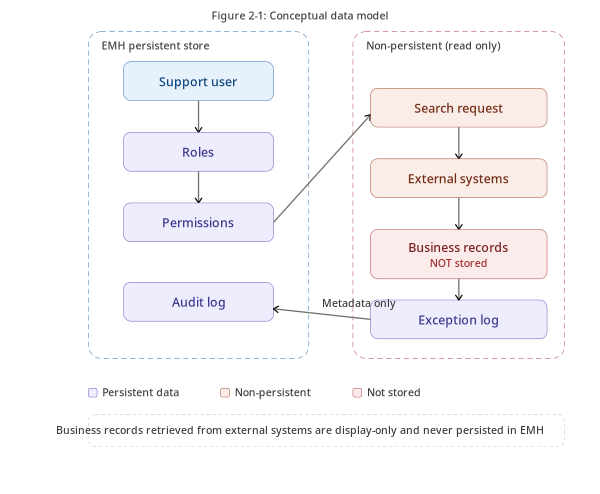 Figure 2-1: Conceptual data model
EMH persistent store
Support user
Roles
Permissions
Audit log
Non-persistent (read only)
Search request
External systems
Business records
NOT stored
Exception log
Metadata only
Persistent data
Non-persistent
Not stored
Business records retrieved from external systems are display-only and never persisted in EMH